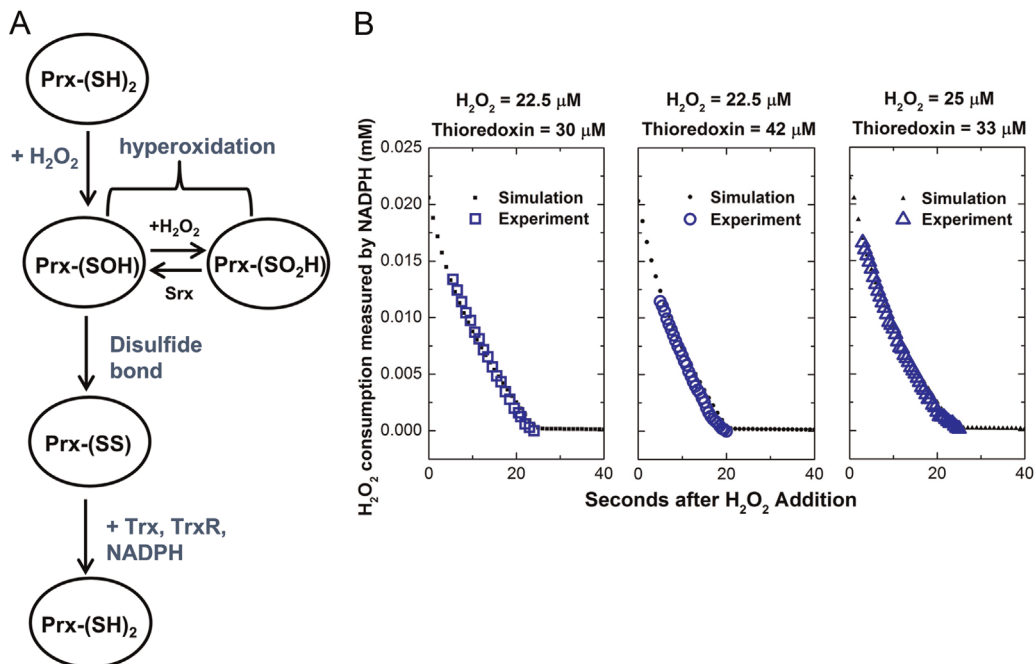 A
Prx-(SH)₂
+ H₂O₂
hyperoxidation
+H₂O₂
Prx-(SOH)
Prx-(SO₂H)
Srx
Disulfide
bond
Prx-(SS)
+ Trx, TrxR,
NADPH
Prx-(SH)₂
B
H₂O₂ consumption measured by NADPH (mM)
H₂O₂ = 22.5 μM
Thioredoxin = 30 μM
H₂O₂ = 22.5 μM
Thioredoxin = 42 μM
H₂O₂ = 25 μM
Thioredoxin = 33 μM
0.025
0.020
0.015
0.010
0.005
0.000
Simulation
Experiment
Simulation
Experiment
Simulation
Experiment
0 20 40
0 20 40
0 20 40
Seconds after H₂O₂ Addition